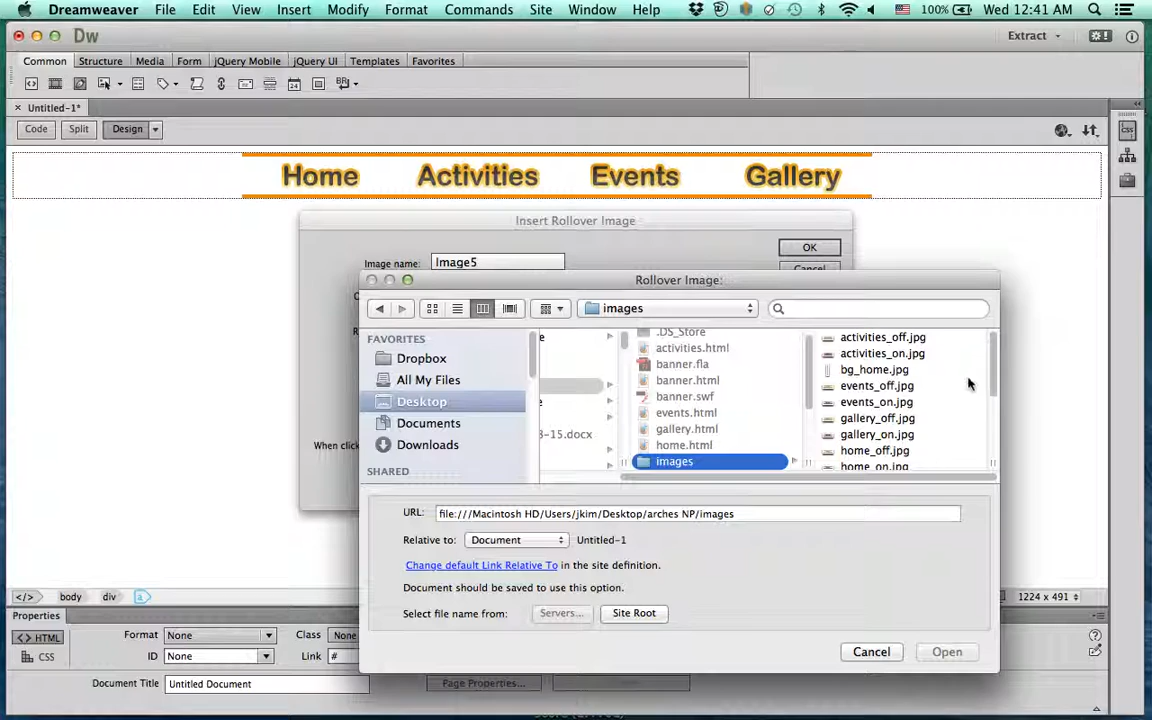 Dreamweaver File Edit View Insert Modify Format Commands Site Window Help 100% Wed 12:41 AM
Dw Extract
Common Structure Media Form jQuery Mobile jQuery UI Templates Favorites
Untitled-1*
Code Split Design
Home Activities Events Gallery
Insert Rollover Image
OK
Image name: Image5
Cancel
Rollover Image:
images
FAVORITES
Dropbox
All My Files
Desktop
Documents
Downloads
SHARED
e
e
3-15.docx
.DS_Store
activities.html
banner.fla
banner.html
banner.swf
events.html
gallery.html
home.html
images
activities_off.jpg
activities_on.jpg
bg_home.jpg
events_off.jpg
events_on.jpg
gallery_off.jpg
gallery_on.jpg
home_off.jpg
home_on.jpg
When click
URL: file:///Macintosh HD/Users/jkim/Desktop/arches NP/images
Relative to: Document Untitled-1
Change default Link Relative To in the site definition.
Document should be saved to use this option.
Select file name from: Servers... Site Root
Cancel Open
body div a 1224 x 491
Properties
HTML Format None Class None
CSS ID None Link #
Document Title Untitled Document Page Properties...